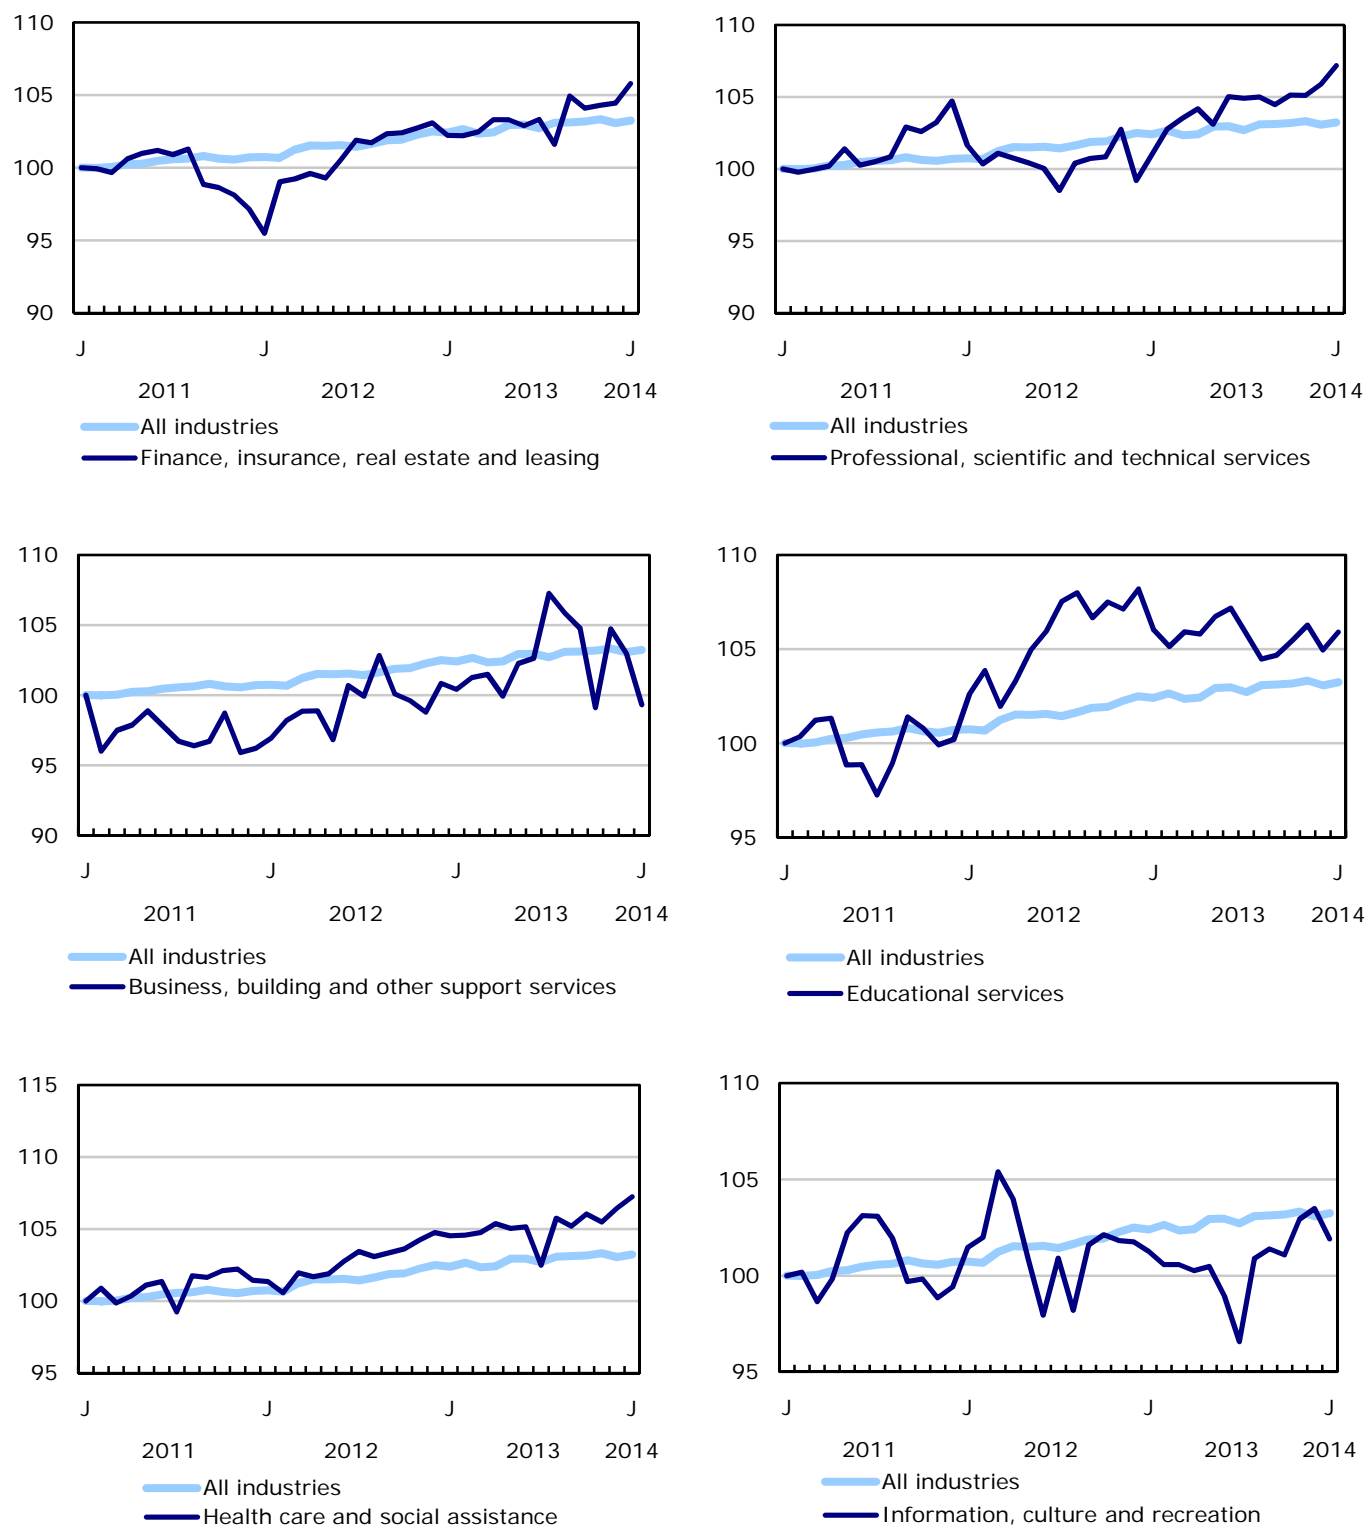 110
105
100
95
90
J J J J
2011 2012 2013 2014
All industries
Finance, insurance, real estate and leasing
110
105
100
95
90
J J J J
2011 2012 2013 2014
All industries
Professional, scientific and technical services
110
105
100
95
90
J J J J
2011 2012 2013 2014
All industries
Business, building and other support services
110
105
100
95
J J J J
2011 2012 2013 2014
All industries
Educational services
115
110
105
100
95
J J J J
2011 2012 2013 2014
All industries
Health care and social assistance
110
105
100
95
J J J J
2011 2012 2013 2014
All industries
Information, culture and recreation